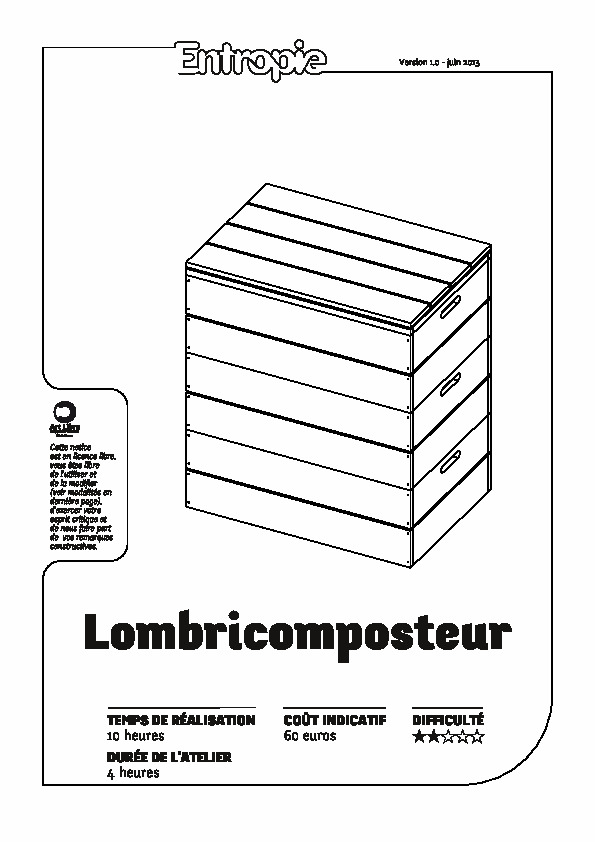 Entropie
Version 1.0 - juin 2013
Art Libre
Cette notice
est en licence libre,
vous être libre
de l'utiliser et
de la modifier
(voir modalités en
dernière page),
d'exercer votre
esprit critique et
de nous faire part
de vos remarques
constructives.
Lombricomposteur
TEMPS DE RÉALISATION
10 heures
DURÉE DE L'ATELIER
4 heures
COÛT INDICATIF
60 euros
DIFFICULTÉ
★★☆☆☆